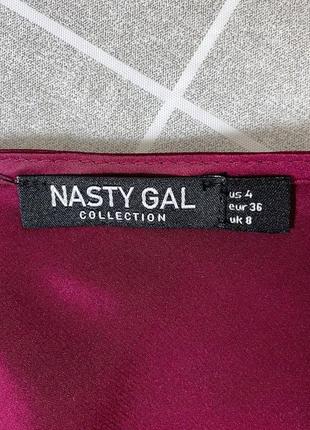 NASTY GAL
COLLECTION
us 4
eur 36
uk 8